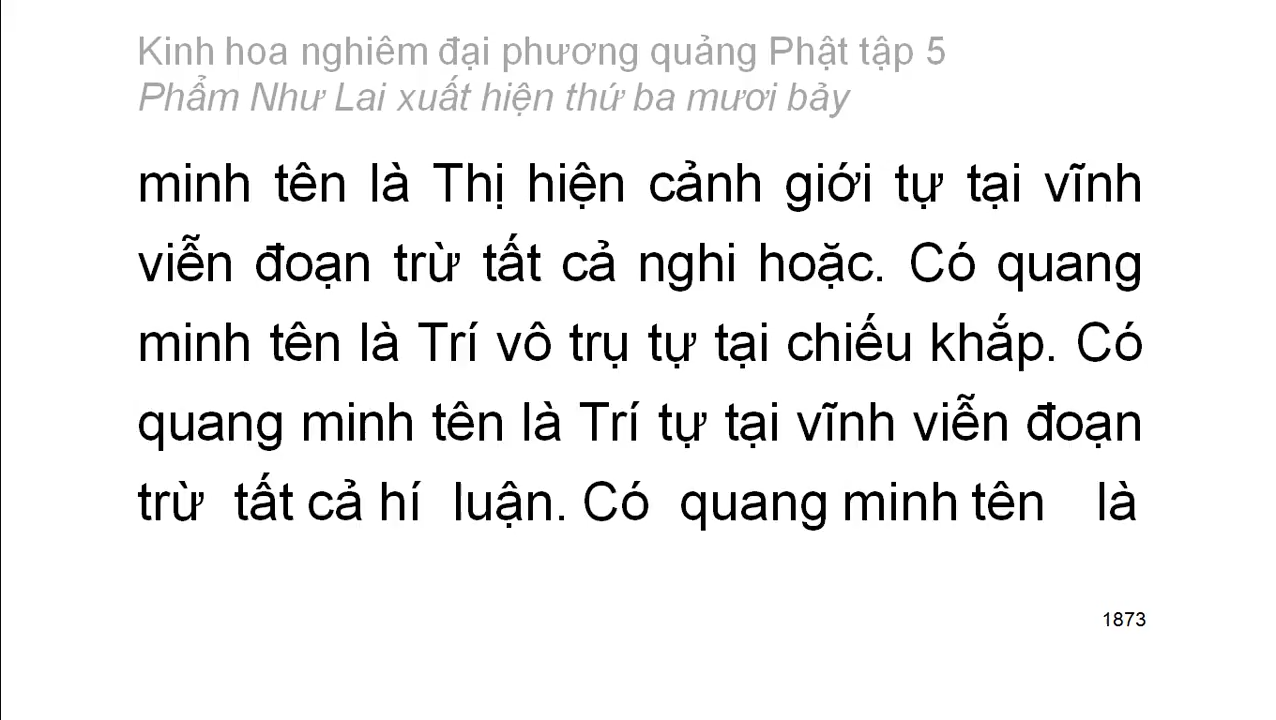 Kinh hoa nghiêm đại phương quảng Phật tập 5
Phẩm Như Lai xuất hiện thứ ba mươi bảy
minh tên là Thị hiện cảnh giới tự tại vĩnh
viễn đoạn trừ tất cả nghi hoặc. Có quang
minh tên là Trí vô trụ tự tại chiếu khắp. Có
quang minh tên là Trí tự tại vĩnh viễn đoạn
trừ tất cả hí luận. Có quang minh tên là
1873